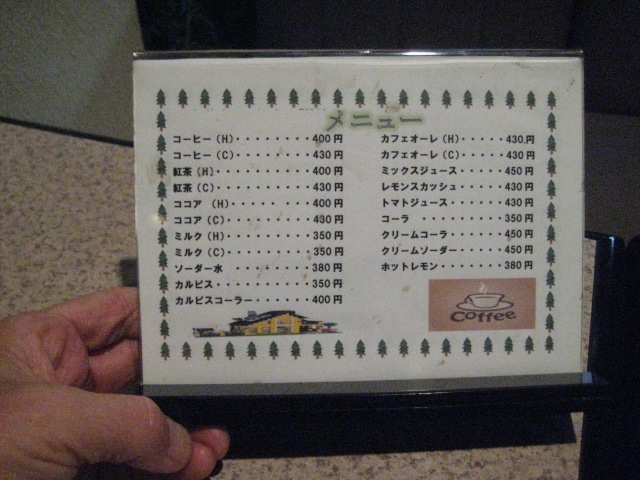 メニュー
コーヒー（H）・・・・・・・・400円
コーヒー（C）・・・・・・・・430円
紅茶（H）・・・・・・・・・・400円
紅茶（C）・・・・・・・・・・430円
ココア （H）・・・・・・・・・400円
ココア（C）・・・・・・・・・430円
ミルク（H）・・・・・・・・・350円
ミルク（C）・・・・・・・・・350円
ソーダー水・・・・・・・・・380円
カルピス・・・・・・・・・・350円
カルピスコーラー・・・・・・400円
カフェオーレ（H）・・・・・430円
カフェオーレ（C）・・・・・430円
ミックスジュース・・・・・450円
レモンスカッシュ・・・・・430円
トマトジュース・・・・・・430円
コーラ ・・・・・・・・・・350円
クリームコーラ・・・・・・450円
クリームソーダー・・・・・450円
ホットレモン・・・・・・・380円
Coffee